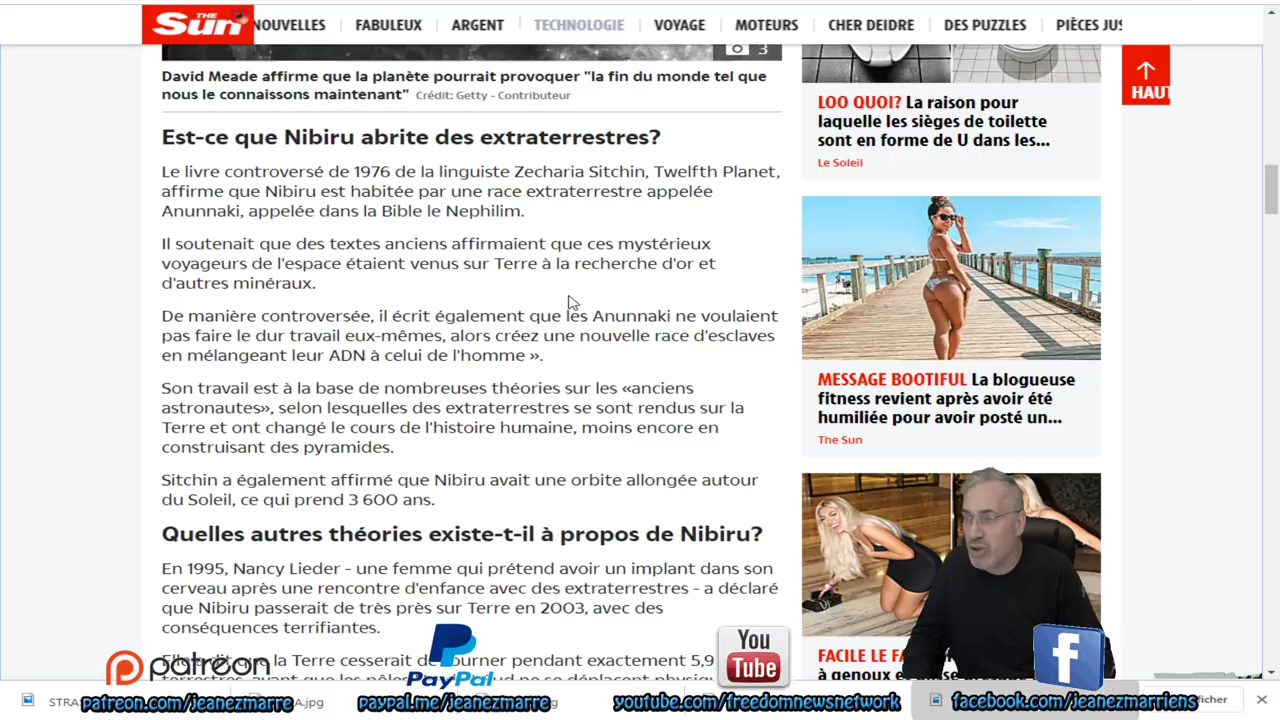 THE
Sun
NOUVELLES
FABULEUX
ARGENT
TECHNOLOGIE
VOYAGE
MOTEURS
CHER DEIDRE
DES PUZZLES
PIÈCES
3
David Meade affirme que la planète pourrait provoquer "la fin du monde tel que
nous le connaissons maintenant" Crédit: Getty - Contributeur
Est-ce que Nibiru abrite des extraterrestres?
Le livre controversé de 1976 de la linguiste Zecharia Sitchin, Twelfth Planet,
affirme que Nibiru est habitée par une race extraterrestre appelée
Anunnaki, appelée dans la Bible le Nephilim.
Il soutenait que des textes anciens affirmaient que ces mystérieux
voyageurs de l'espace étaient venus sur Terre à la recherche d'or et
d'autres minéraux.
De manière controversée, il écrit également que les Anunnaki ne voulaient
pas faire le dur travail eux-mêmes, alors créez une nouvelle race d'esclaves
en mélangeant leur ADN à celui de l'homme ».
Son travail est à la base de nombreuses théories sur les «anciens
astronautes», selon lesquelles des extraterrestres se sont rendus sur la
Terre et ont changé le cours de l'histoire humaine, moins encore en
construisant des pyramides.
Sitchin a également affirmé que Nibiru avait une orbite allongée autour
du Soleil, ce qui prend 3 600 ans.
Quelles autres théories existe-t-il à propos de Nibiru?
En 1995, Nancy Lieder - une femme qui prétend avoir un implant dans son
cerveau après une rencontre d'enfance avec des extraterrestres - a déclaré
que Nibiru passerait de très près sur Terre en 2003, avec des
conséquences terrifiantes.
la Terre cesserait de tourner pendant exactement 5,9
HAUT
LOO QUOI? La raison pour
laquelle les sièges de toilette
sont en forme de U dans les...
Le Soleil
MESSAGE BOOTIFUL La blogueuse
fitness revient après avoir été
humiliée pour avoir posté un...
The Sun
FACILE LE
patreon
PayPal
You
Tube
f
patreon.com/jeanezmarre
paypal.me/jeanezmarre
youtube.com/freedomnewsnetwork
facebook.com/jeanezmarriens
.jpg